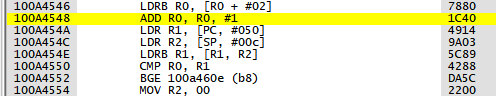 100A4546 LDRB R0, [R0 + #02] 7880
100A4548 ADD R0, R0, #1 1C40
100A454A LDR R1, [PC, #050] 4914
100A454C LDR R2, [SP, #00c] 9A03
100A454E LDRB R1, [R1, R2] 5C89
100A4550 CMP R0, R1 4288
100A4552 BGE 100a460e (b8) DA5C
100A4554 MOV R2, 00 2200